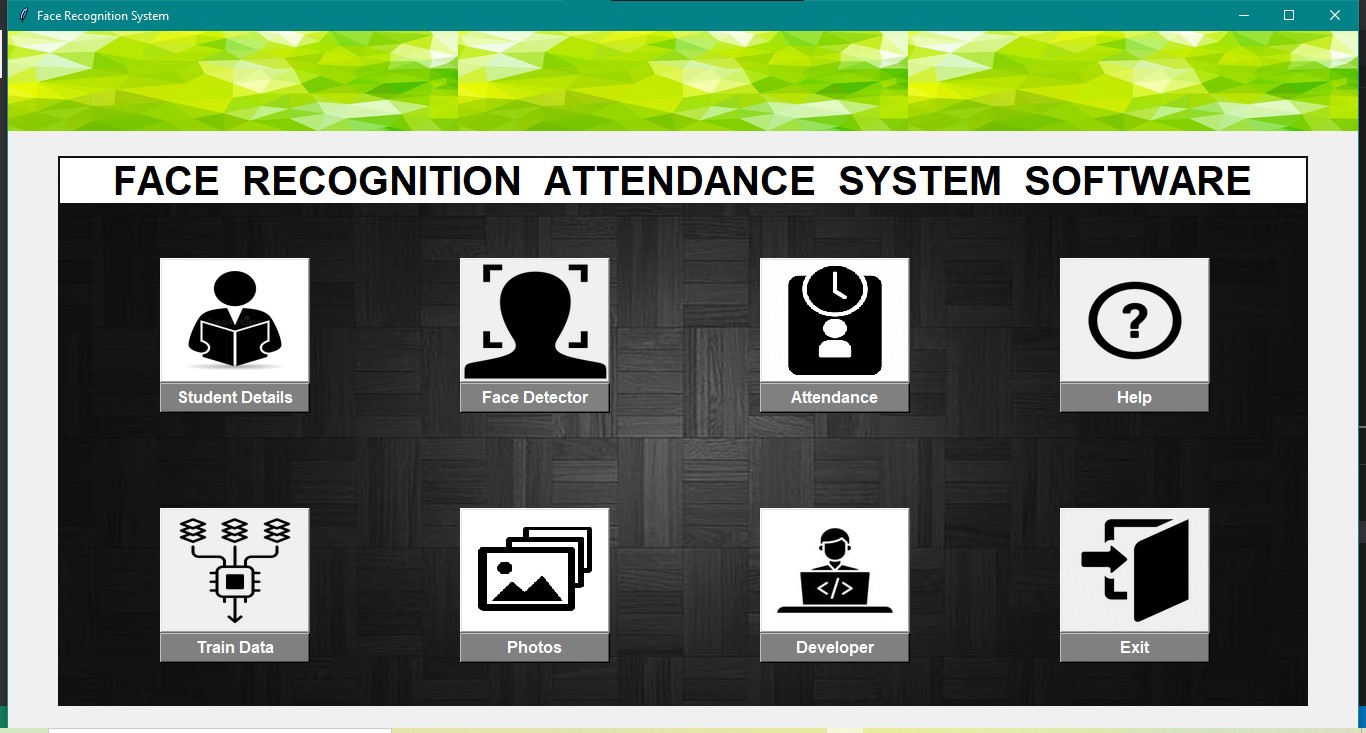 Face Recognition System
FACE RECOGNITION ATTENDANCE SYSTEM SOFTWARE
Student Details
Face Detector
Attendance
?
Help
Train Data
Photos
</>
Developer
Exit